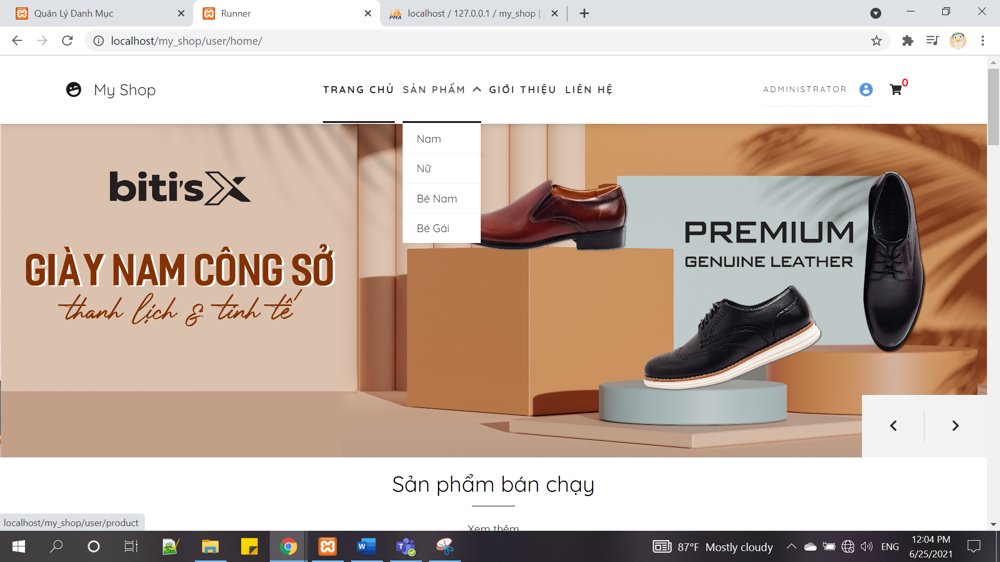 Quản Lý Danh Mục
Runner
PMA
localhost / 127.0.0.1 / my_shop |
localhost/my_shop/user/home/
My Shop
TRANG CHỦ
SẢN PHẨM
GIỚI THIỆU
LIÊN HỆ
ADMINISTRATOR
0
Nam
Nữ
Bé Nam
Bé Gái
biti'sX
GIÀY NAM CÔNG SỞ
thanh lịch & tinh tế
PREMIUM
GENUINE LEATHER
Sản phẩm bán chạy
Xem thêm
localhost/my_shop/user/product
87°F Mostly cloudy
ENG
12:04 PM
6/25/2021